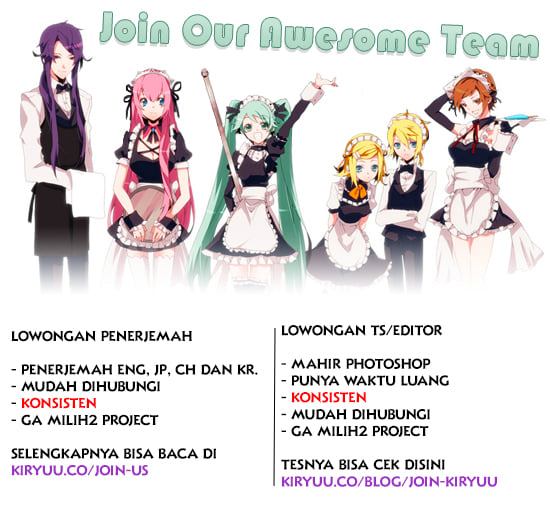 Join Our Awesome Team
LOWONGAN PENERJEMAH
- PENERJEMAH ENG, JP, CH DAN KR.
- MUDAH DIHUBUNGI
- KONSISTEN
- GA MILIH2 PROJECT
SELENGKAPNYA BISA BACA DI
KIRYUU.CO/JOIN-US
LOWONGAN TS/EDITOR
- MAHIR PHOTOSHOP
- PUNYA WAKTU LUANG
- KONSISTEN
- MUDAH DIHUBUNGI
- GA MILIH2 PROJECT
TESNYA BISA CEK DISINI
KIRYUU.CO/BLOG/JOIN-KIRYUU